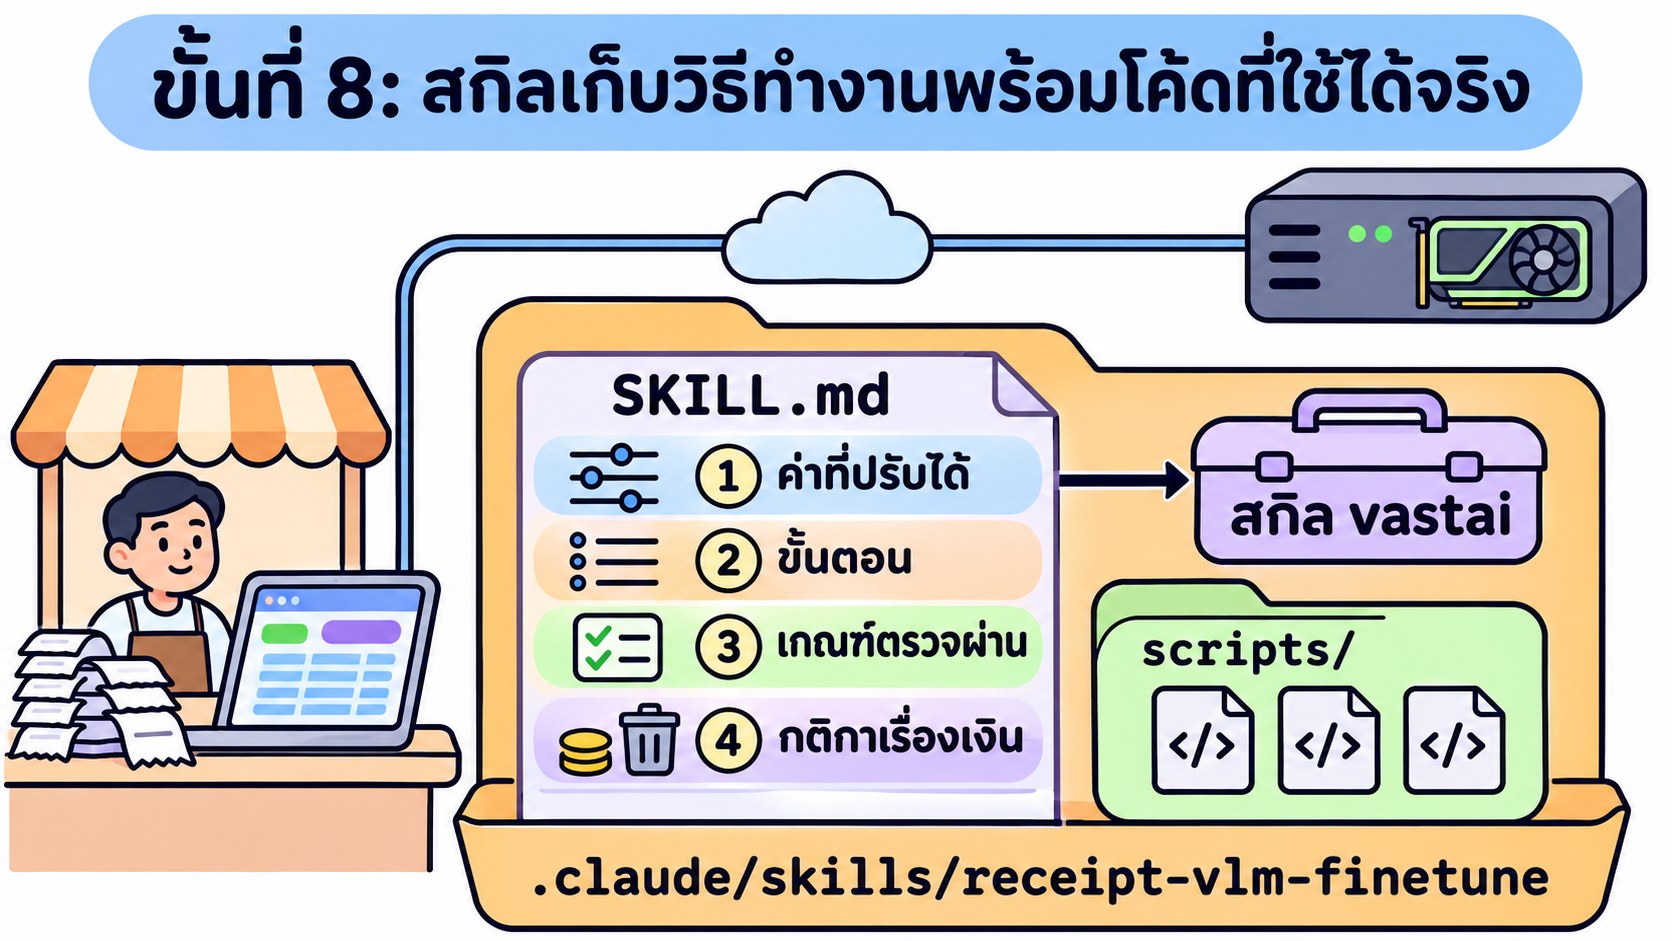 ขั้นที่ 8: สกิลเก็บวิธีทำงานพร้อมโค้ดที่ใช้ได้จริง
SKILL.md
1 ค่าที่ปรับได้
2 ขั้นตอน
3 เกณฑ์ตรวจผ่าน
4 กติกาเรื่องเงิน
สกิล vastai
scripts/
</>
</>
</>
.claude/skills/receipt-vlm-finetune